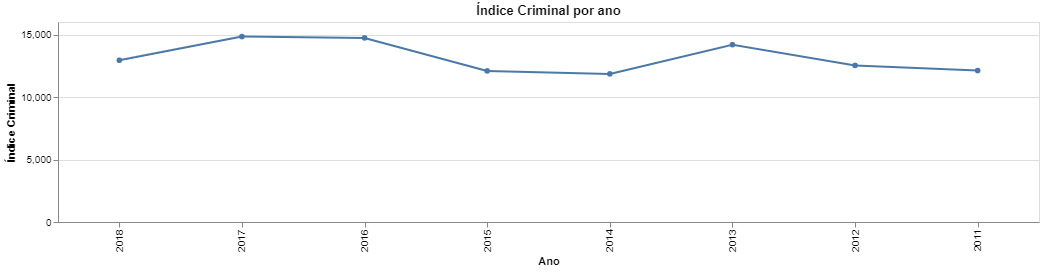 Índice Criminal por ano
15,000
10,000
5,000
0
Índice Criminal
2018 2017 2016 2015 2014 2013 2012 2011
Ano